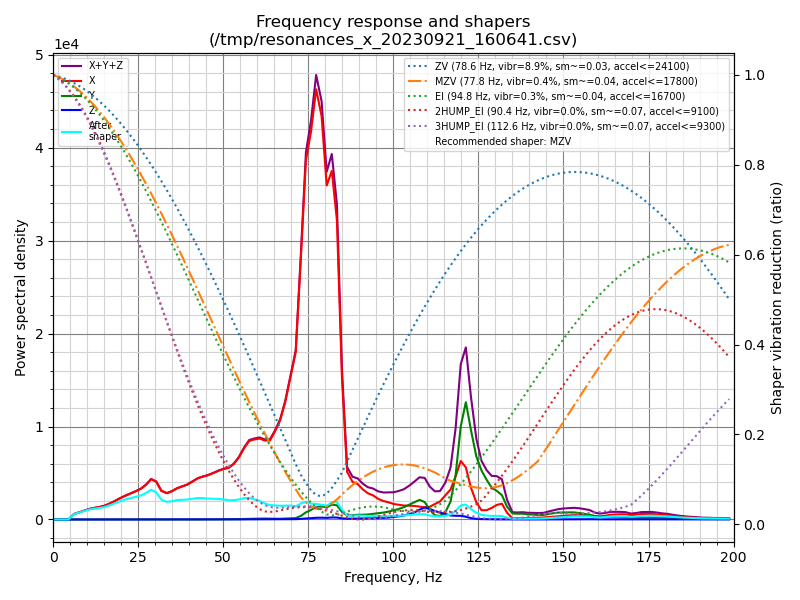 Frequency response and shapers
(/tmp/resonances_x_20230921_160641.csv)
1e4
X+Y+Z
X
Y
Z
After
shaper
ZV (78.6 Hz, vibr=8.9%, sm~=0.03, accel<=24100)
MZV (77.8 Hz, vibr=0.4%, sm~=0.04, accel<=17800)
EI (94.8 Hz, vibr=0.3%, sm~=0.04, accel<=16700)
2HUMP_EI (90.4 Hz, vibr=0.0%, sm~=0.07, accel<=9100)
3HUMP_EI (112.6 Hz, vibr=0.0%, sm~=0.07, accel<=9300)
Recommended shaper: MZV
5
4
3
2
1
0
Power spectral density
1.0
0.8
0.6
0.4
0.2
0.0
Shaper vibration reduction (ratio)
0 25 50 75 100 125 150 175 200
Frequency, Hz